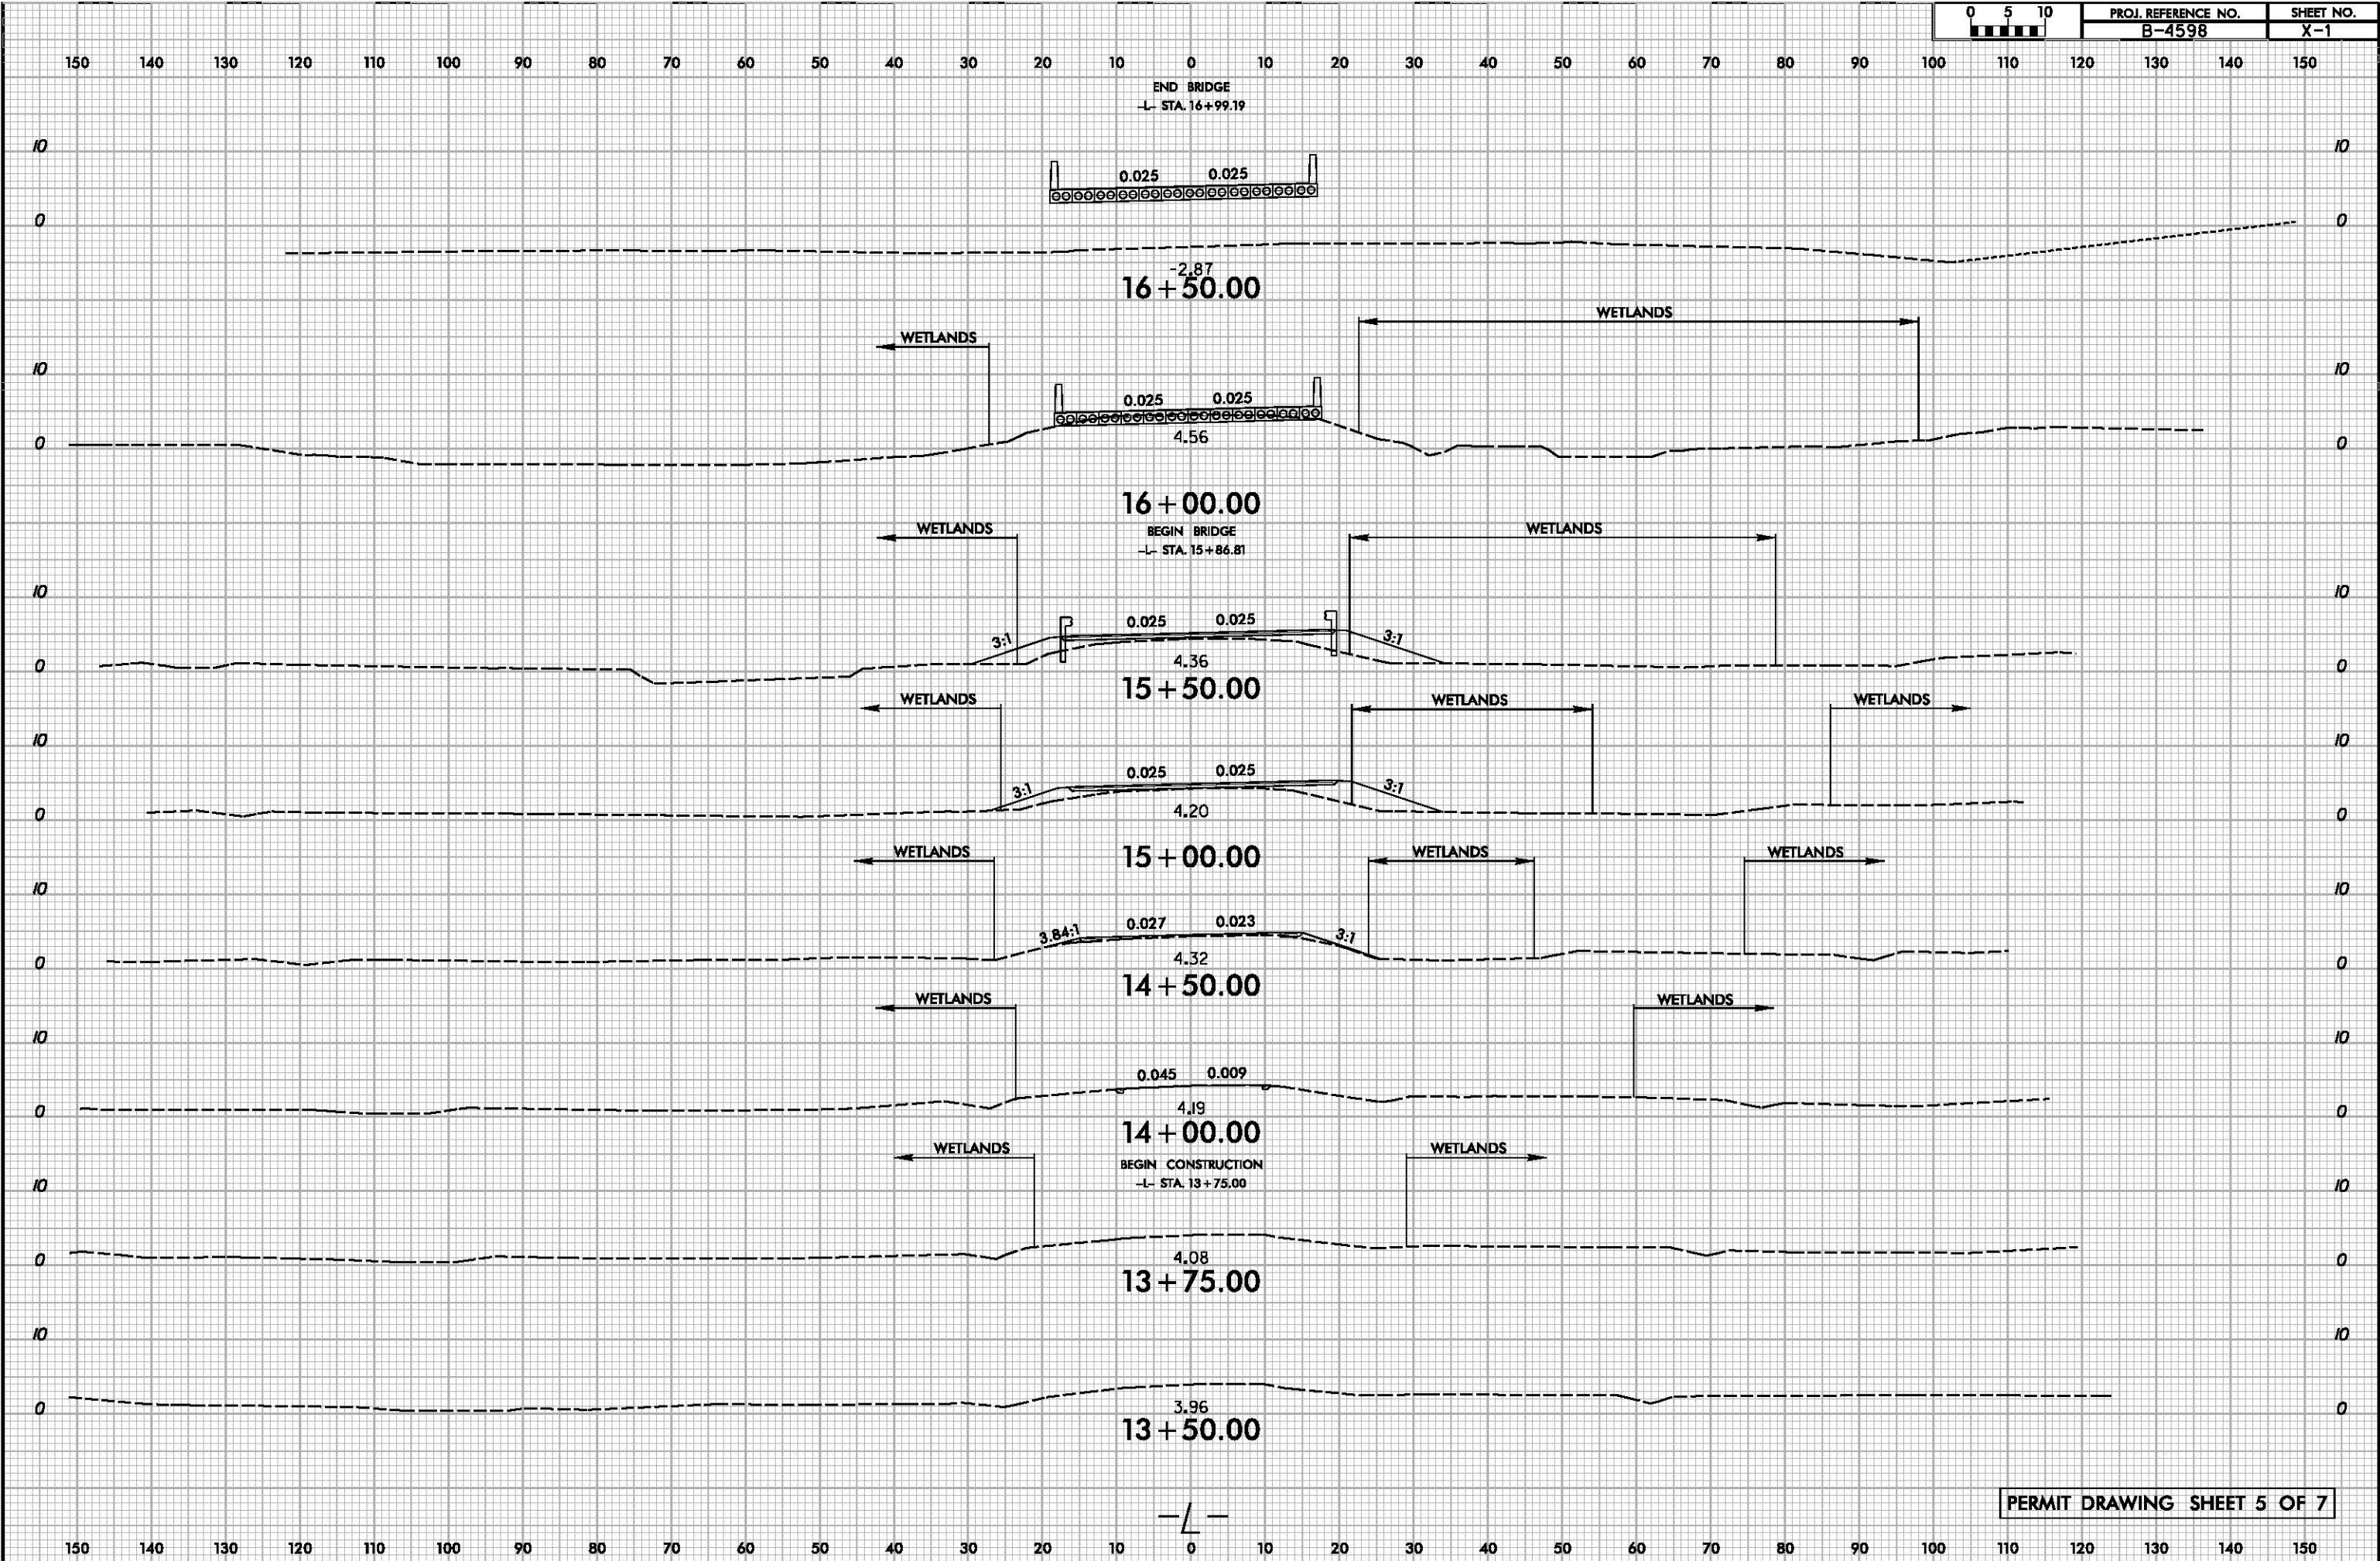 0 5 10 PROJ. REFERENCE NO. SHEET NO.
B-4598 X-1
150 140 130 120 110 100 90 80 70 60 50 40 30 20 10 0 10 20 30 40 50 60 70 80 90 100 110 120 130 140 150
END BRIDGE
-L- STA. 16+99.19
10 10
0.025 0.025
0 0
-2.87
16+50.00
WETLANDS
WETLANDS
10 10
0.025 0.025
4.56
0 0
16+00.00
WETLANDS BEGIN BRIDGE WETLANDS
-L- STA. 15+86.81
10 10
0.025 0.025
3:1 3:1
4.36
0 0
15+50.00
WETLANDS WETLANDS WETLANDS
10 10
0.025 0.025
3:1 3:1
4.20
0 0
15+00.00
WETLANDS WETLANDS WETLANDS
10 10
0.027 0.023
3.84:1 3:1
4.32
0 0
14+50.00
WETLANDS WETLANDS
10 10
0.045 0.009
4.19
0 0
14+00.00
WETLANDS WETLANDS
BEGIN CONSTRUCTION
-L- STA. 13+75.00
10 10
4.08
0 0
13+75.00
10 10
3.96
0 0
13+50.00
PERMIT DRAWING SHEET 5 OF 7
-L-
150 140 130 120 110 100 90 80 70 60 50 40 30 20 10 0 10 20 30 40 50 60 70 80 90 100 110 120 130 140 150